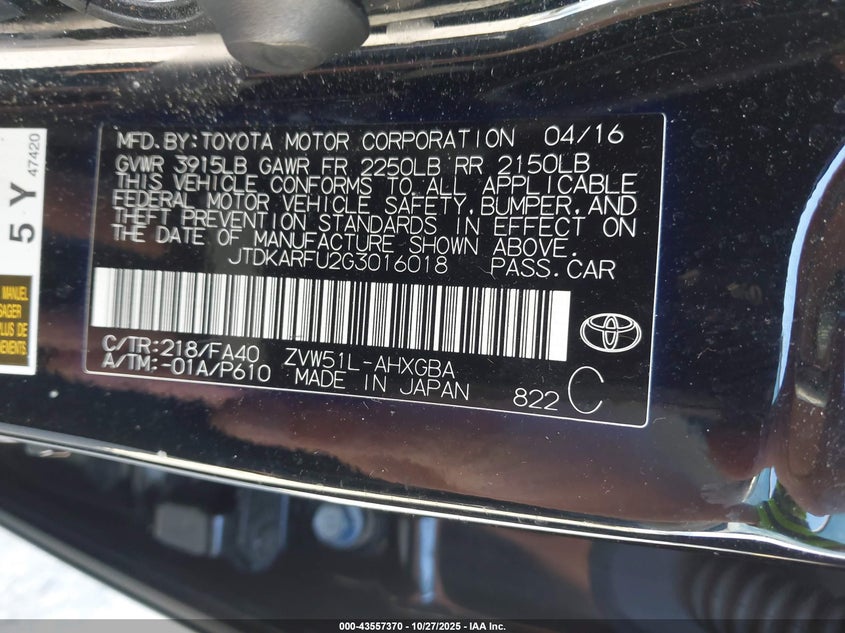 MFD.BY:TOYOTA MOTOR CORPORATION 04/16
GVWR 3915LB GAWR FR 2250LB RR 2150LB
THIS VEHICLE CONFORMS TO ALL APPLICABLE
FEDERAL MOTOR VEHICLE SAFETY,BUMPER,AND
THEFT PREVENTION STANDARDS IN EFFECT ON
THE DATE OF MANUFACTURE SHOWN ABOVE.
JTDKARFU2G3016018 PASS.CAR
C/TR:218/FA40 ZVW51L-AHXGBA
A/TM:-01A/P610 MADE IN JAPAN
822 C
5 Y
47420
MANUEL
000-43557370 - 10/27/2025 - IAA Inc.